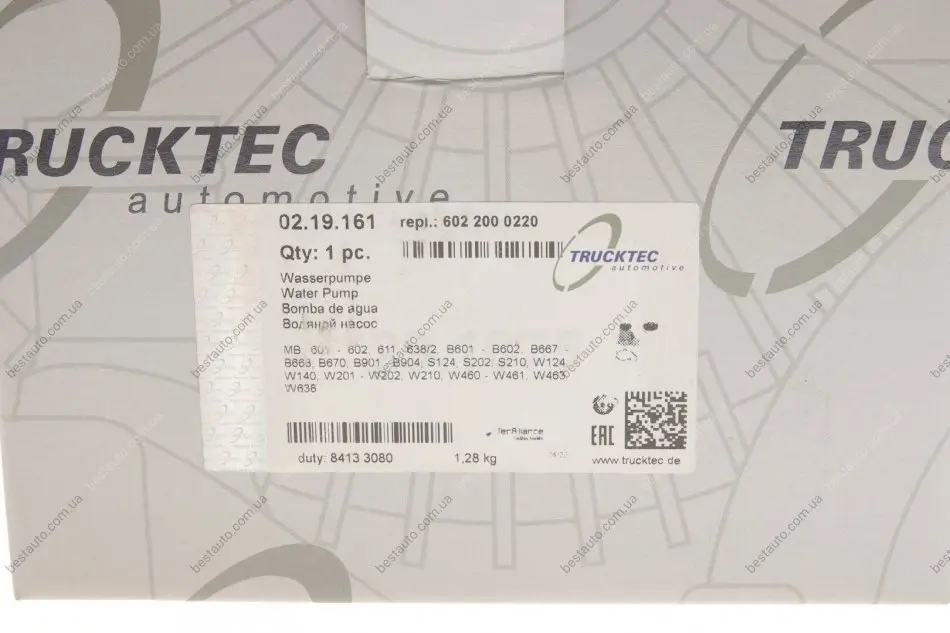 TRUCKTEC
automotive
TRUC
02.19.161 repl.: 602 200 0220
Qty: 1 pc.
TRUCKTEC
automotive
Wasserpumpe
Water Pump
Bomba de agua
Водяной насос
MB 601 - 602, 611, 638/2, B601 - B602, B667 -
B668, B670, B901 - B904, S124, S202, S210, W124,
W140, W201 - W202, W210, W460 - W461, W463,
W638
EAC
duty: 8413 3080 1,28 kg
www.trucktec.de
bestauto.com.ua